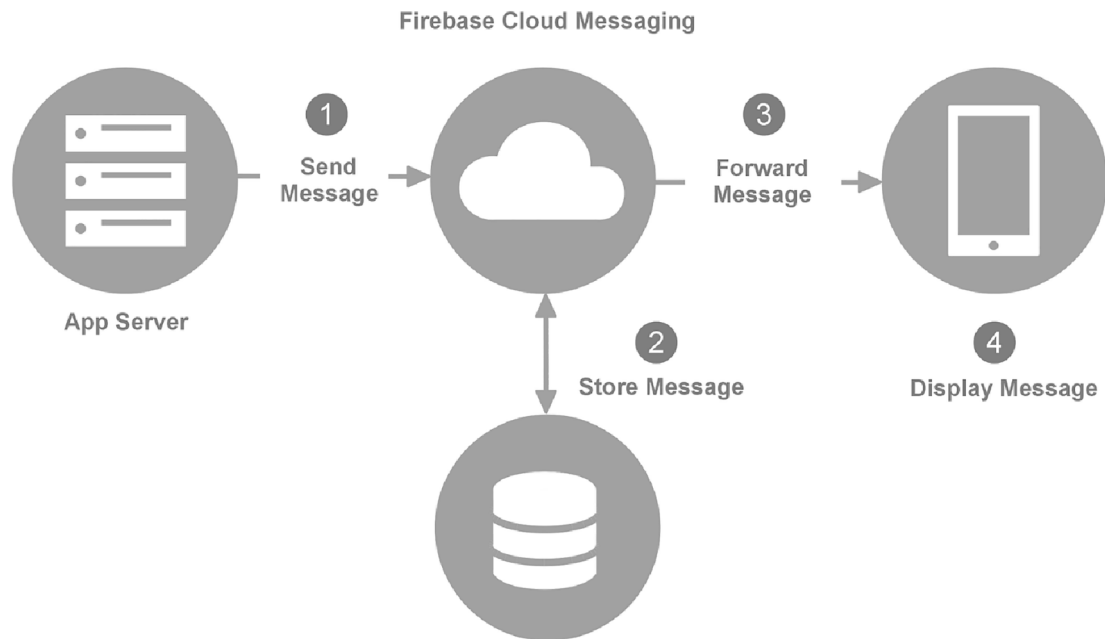 Firebase Cloud Messaging
1
Send
Message
3
Forward
Message
App Server
2
Store Message
4
Display Message